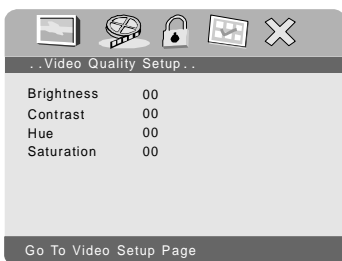 ..Video Quality Setup..
Brightness 00
Contrast 00
Hue 00
Saturation 00
Go To Video Setup Page